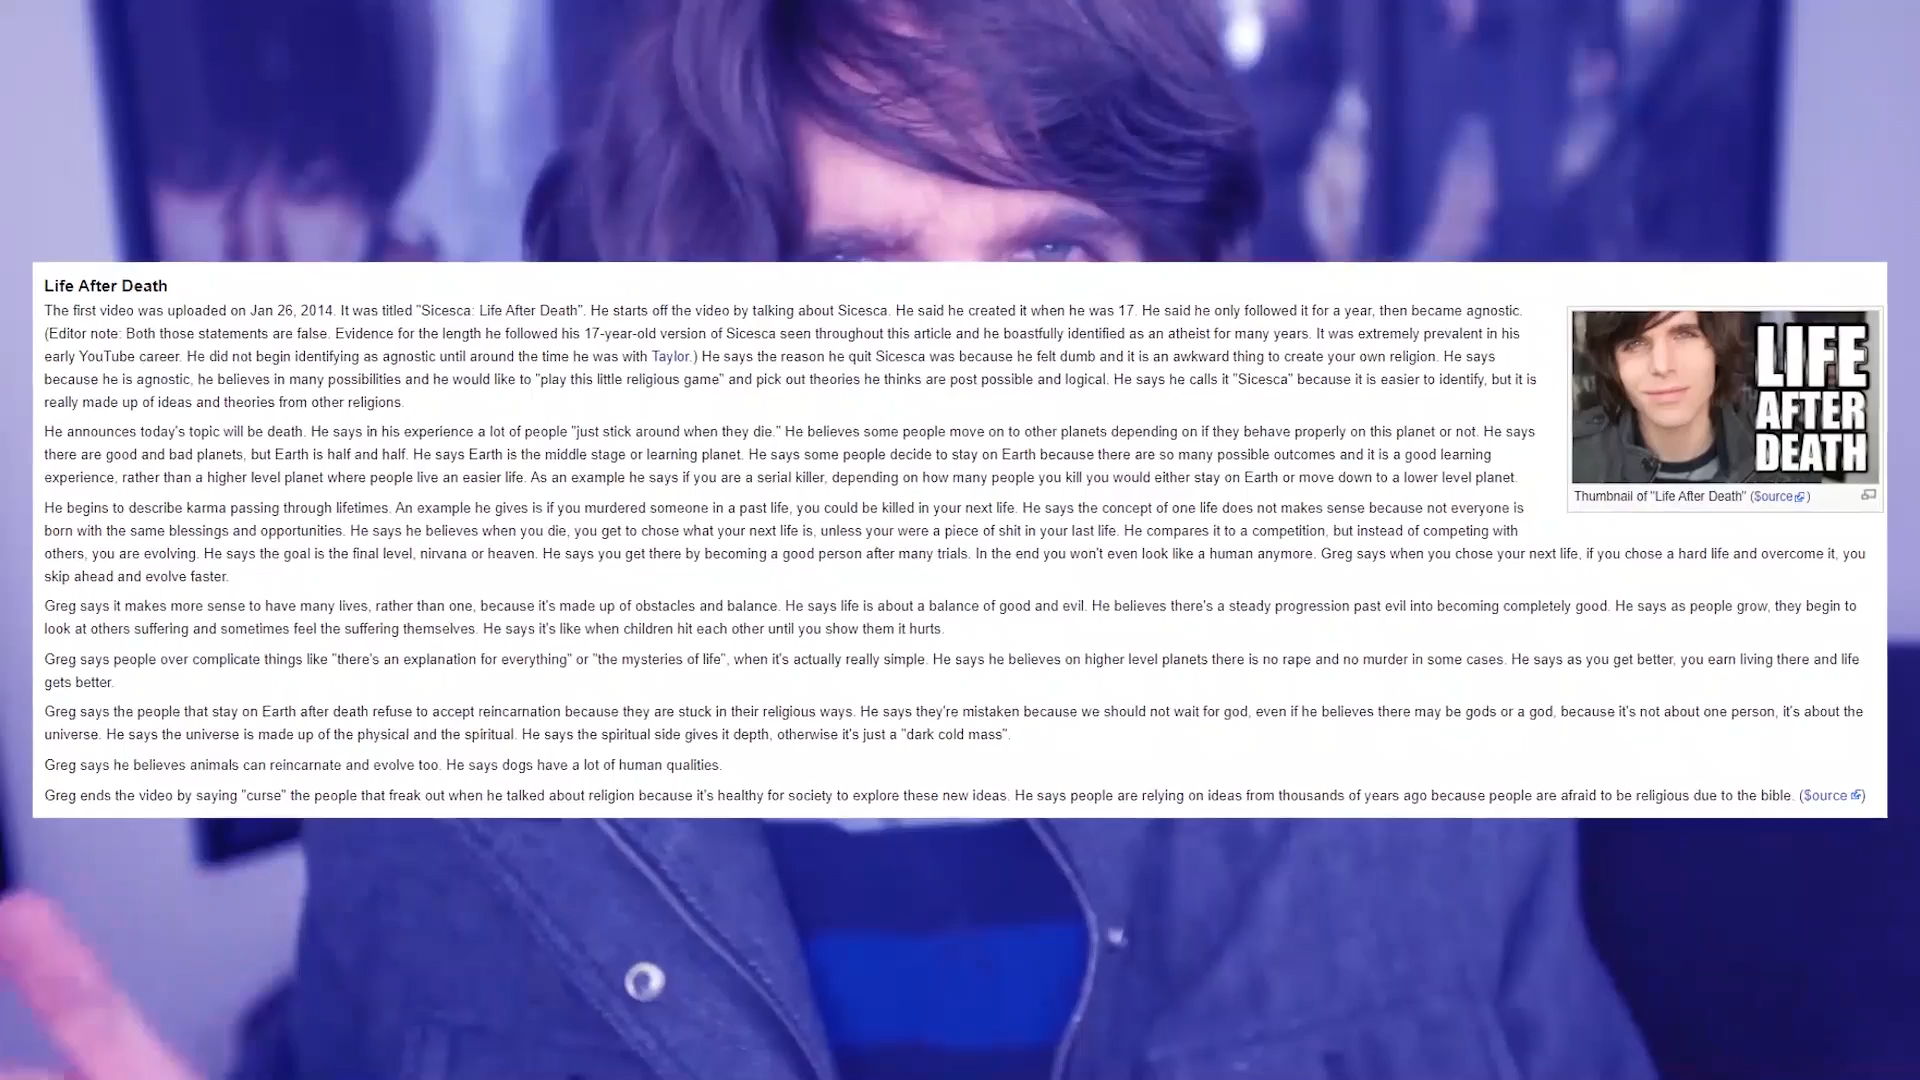 Life After Death
The first video was uploaded on Jan 26, 2014. It was titled "Sicesca: Life After Death". He starts off the video by talking about Sicesca. He said he created it when he was 17. He said he only followed it for a year, then became agnostic.
(Editor note: Both those statements are false. Evidence for the length he followed his 17-year-old version of Sicesca seen throughout this article and he boastfully identified as an atheist for many years. It was extremely prevalent in his
early YouTube career. He did not begin identifying as agnostic until around the time he was with Taylor.) He says the reason he quit Sicesca was because he felt dumb and it is an awkward thing to create your own religion. He says
because he is agnostic, he believes in many possibilities and he would like to "play this little religious game" and pick out theories he thinks are post possible and logical. He says he calls it "Sicesca" because it is easier to identify, but it is
really made up of ideas and theories from other religions.
He announces today's topic will be death. He says in his experience a lot of people "just stick around when they die." He believes some people move on to other planets depending on if they behave properly on this planet or not. He says
there are good and bad planets, but Earth is half and half. He says Earth is the middle stage or learning planet. He says some people decide to stay on Earth because there are so many possible outcomes and it is a good learning
experience, rather than a higher level planet where people live an easier life. As an example he says if you are a serial killer, depending on how many people you kill you would either stay on Earth or move down to a lower level planet.
He begins to describe karma passing through lifetimes. An example he gives is if you murdered someone in a past life, you could be killed in your next life. He says the concept of one life does not makes sense because not everyone is
born with the same blessings and opportunities. He says he believes when you die, you get to chose what your next life is, unless your were a piece of shit in your last life. He compares it to a competition, but instead of competing with
others, you are evolving. He says the goal is the final level, nirvana or heaven. He says you get there by becoming a good person after many trials. In the end you won't even look like a human anymore. Greg says when you chose your next life, if you chose a hard life and overcome it, you
skip ahead and evolve faster.
Greg says it makes more sense to have many lives, rather than one, because it's made up of obstacles and balance. He says life is about a balance of good and evil. He believes there's a steady progression past evil into becoming completely good. He says as people grow, they begin to
look at others suffering and sometimes feel the suffering themselves. He says it's like when children hit each other until you show them it hurts.
Greg says people over complicate things like "there's an explanation for everything" or "the mysteries of life", when it's actually really simple. He says he believes on higher level planets there is no rape and no murder in some cases. He says as you get better, you earn living there and life
gets better.
Greg says the people that stay on Earth after death refuse to accept reincarnation because they are stuck in their religious ways. He says they're mistaken because we should not wait for god, even if he believes there may be gods or a god, because it's not about one person, it's about the
universe. He says the universe is made up of the physical and the spiritual. He says the spiritual side gives it depth, otherwise it's just a "dark cold mass".
Greg says he believes animals can reincarnate and evolve too. He says dogs have a lot of human qualities.
Greg ends the video by saying "curse" the people that freak out when he talked about religion because it's healthy for society to explore these new ideas. He says people are relying on ideas from thousands of years ago because people are afraid to be religious due to the bible. (Source)
LIFE
AFTER
DEATH
Thumbnail of "Life After Death" (Source)